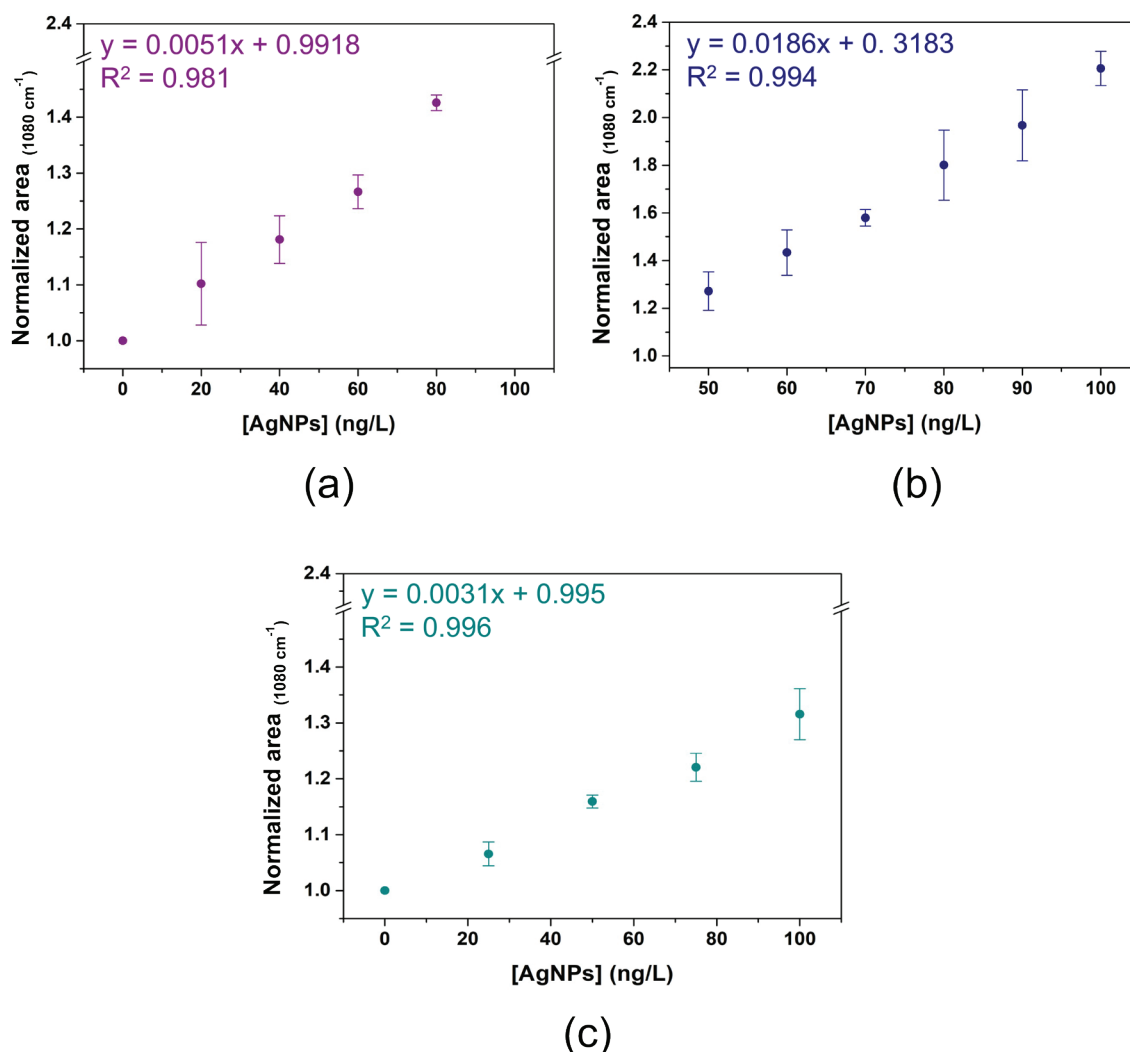 2.4
y = 0.0051x + 0.9918
R² = 0.981
1.4
1.3
1.2
1.1
1.0
Normalized area (1080 cm⁻¹)
0 20 40 60 80 100
[AgNPs] (ng/L)
(a)
2.4
y = 0.0186x + 0. 3183
R² = 0.994
2.2
2.0
1.8
1.6
1.4
1.2
1.0
Normalized area (1080 cm⁻¹)
50 60 70 80 90 100
[AgNPs] (ng/L)
(b)
2.4
y = 0.0031x + 0.995
R² = 0.996
1.4
1.3
1.2
1.1
1.0
Normalized area (1080 cm⁻¹)
0 20 40 60 80 100
[AgNPs] (ng/L)
(c)